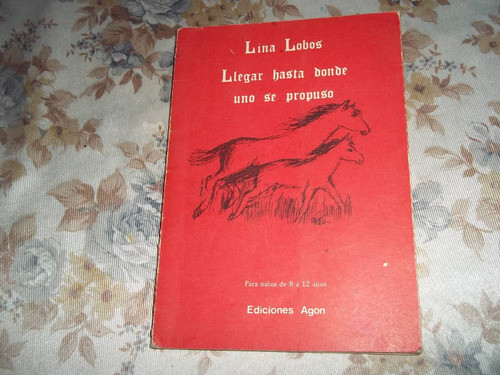 Lina Lobos
Llegar hasta donde
uno se propuso
Para niños de 8 a 12 años
Ediciones Agon